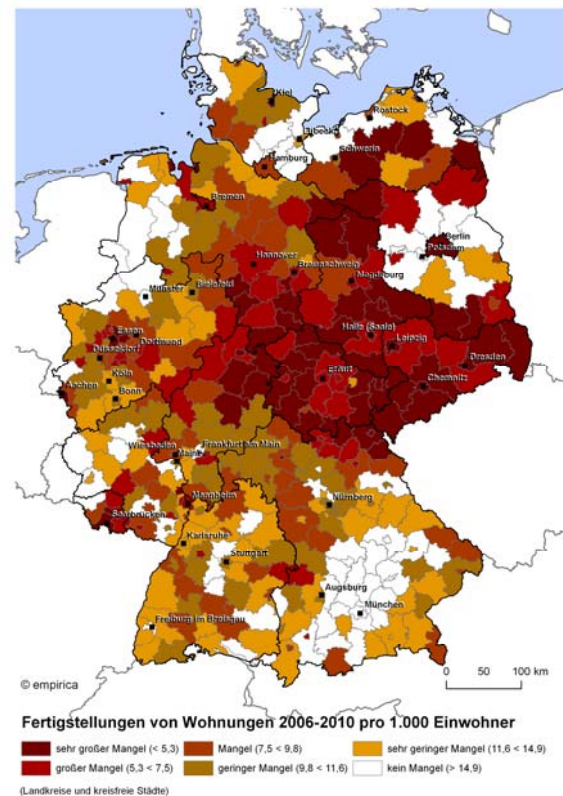 Kiel
Rostock
Lübeck
Schwerin
Hamburg
Bremen
Berlin
Potsdam
Hannover
Braunschweig
Magdeburg
Münster
Bielefeld
Essen
Dortmund
Düsseldorf
Halle (Saale)
Leipzig
Dresden
Köln
Erfurt
Chemnitz
Aachen
Bonn
Wiesbaden
Frankfurt am Main
Mainz
Mannheim
Nürnberg
Saarbrücken
Karlsruhe
Stuttgart
Augsburg
München
Freiburg im Breisgau
0 50 100 km
© empirica
Fertigstellungen von Wohnungen 2006-2010 pro 1.000 Einwohner
sehr großer Mangel (< 5,3) Mangel (7,5 < 9,8) sehr geringer Mangel (11,6 < 14,9)
großer Mangel (5,3 < 7,5) geringer Mangel (9,8 < 11,6) kein Mangel (> 14,9)
(Landkreise und kreisfreie Städte)